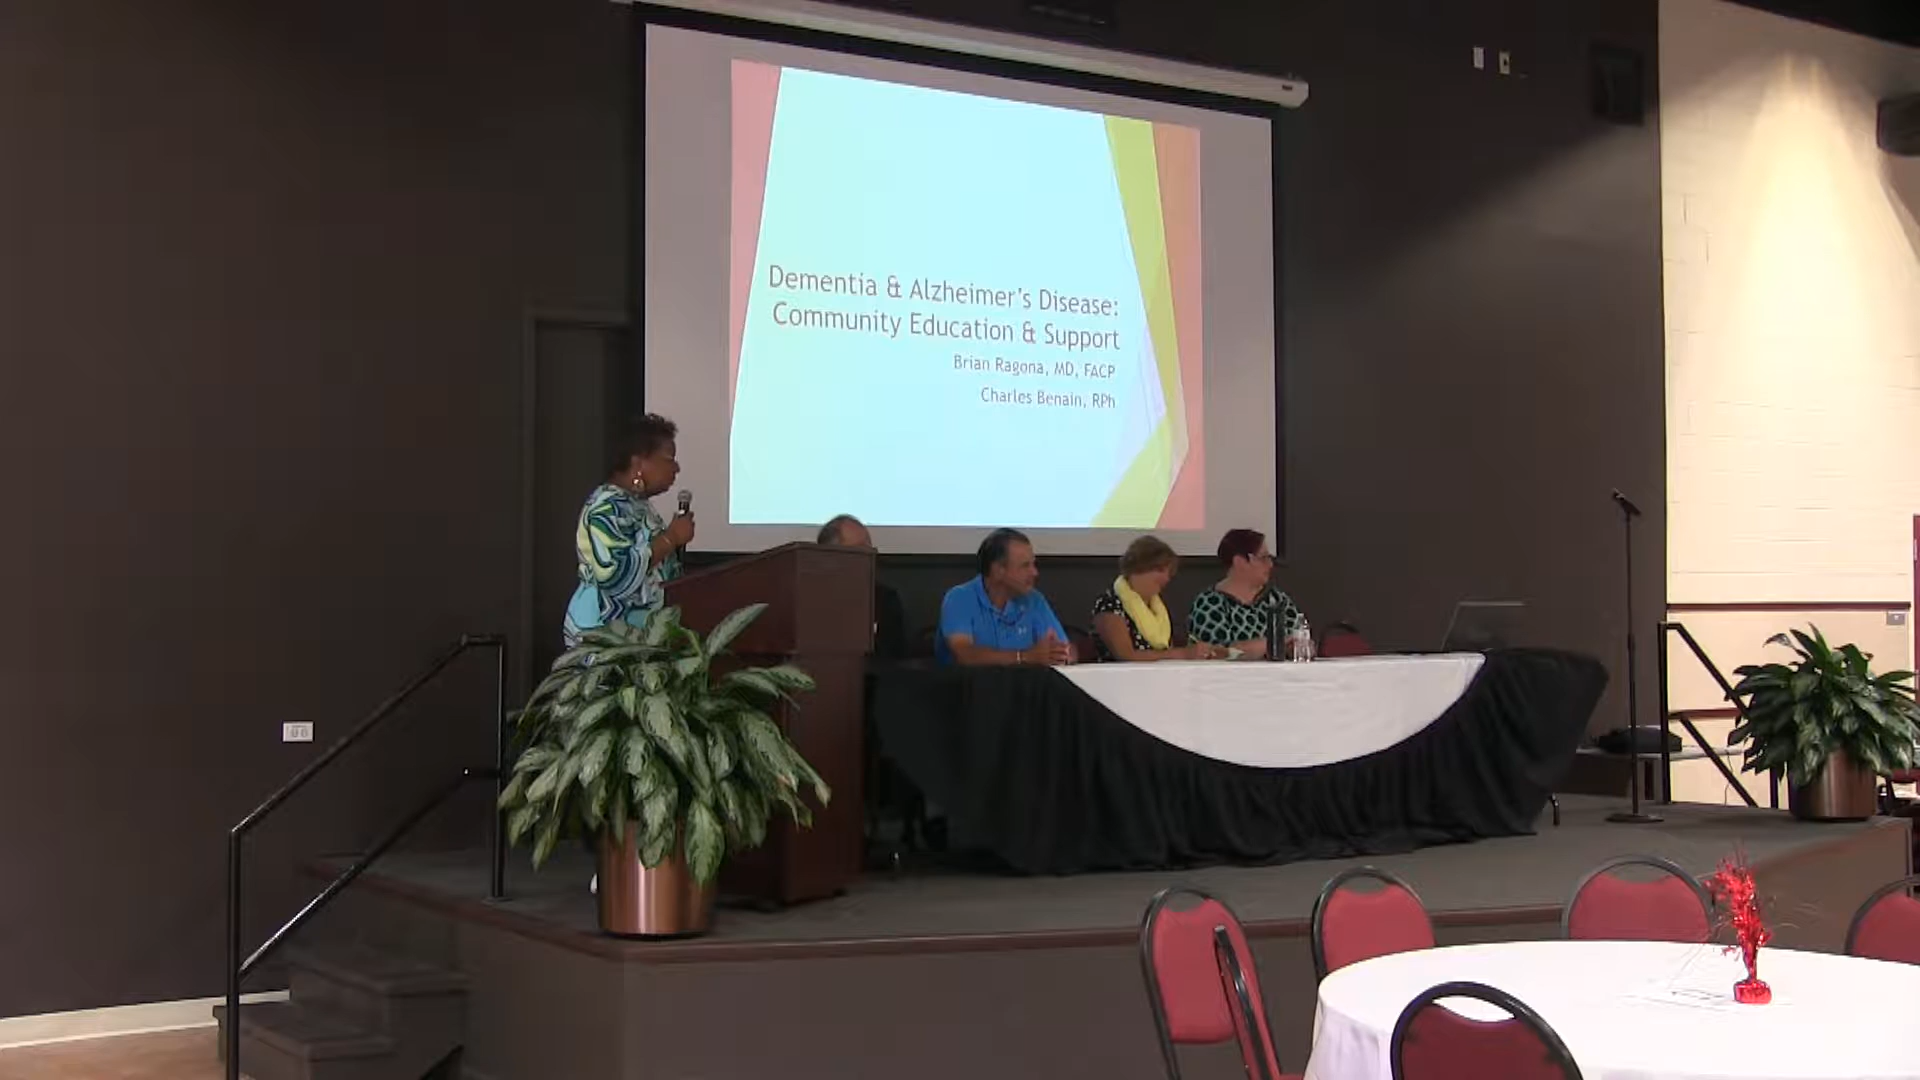 Dementia & Alzheimer's Disease:
Community Education & Support
Brian Ragona, MD, FACP
Charles Benain, RPh